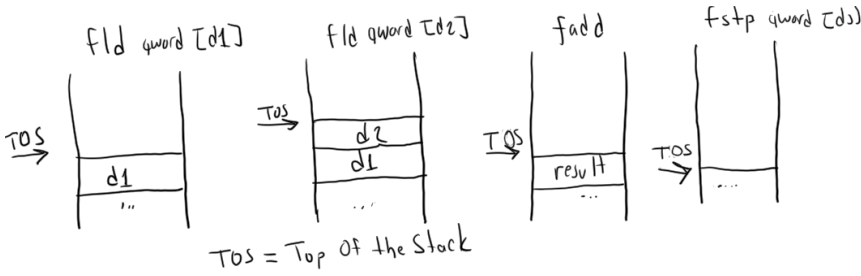 fld qword [d1]
fld qword [d2]
fadd
fstp qword [d3]
TOS
d1
...
TOS
d2
d1
...
TOS
result
...
TOS
....
TOS = Top Of the Stack